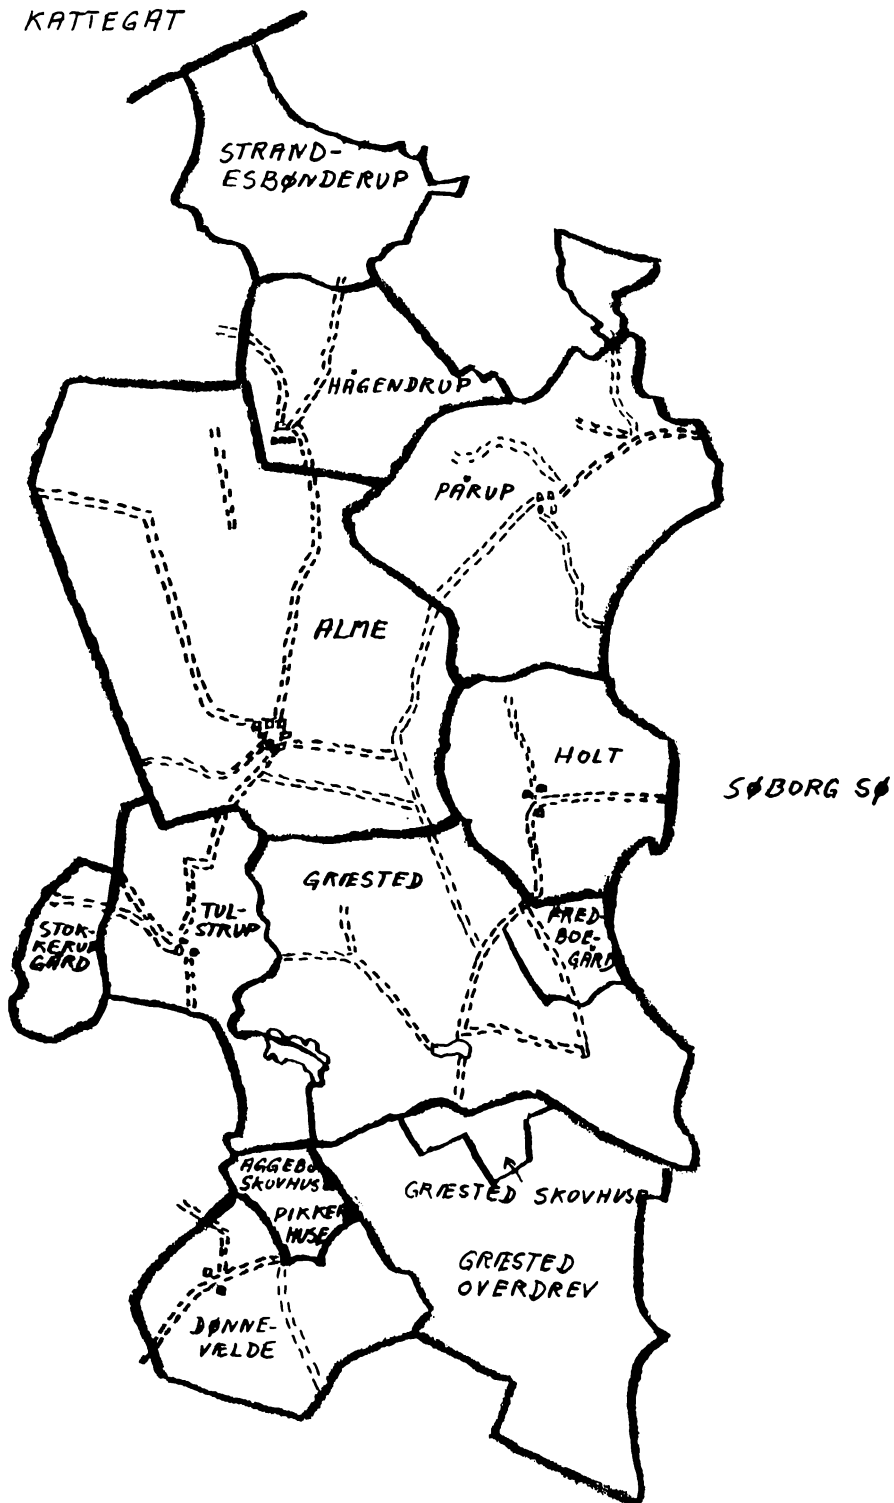 KATTEGAT
STRAND-
ESBØNDERUP
HÅGENDRUP
PÅRUP
ALME
HOLT
SØBORG SØ
GRÆSTED
TUL-
STRUP
STOK-
KERUP
GÅRD
FRED-
BOE-
GÅRD
AGGEBO
SKOVHUSE
PIKKER
HUSE
GRÆSTED SKOVHUSE
GRÆSTED
OVERDREV
DØNNE-
VÆLDE